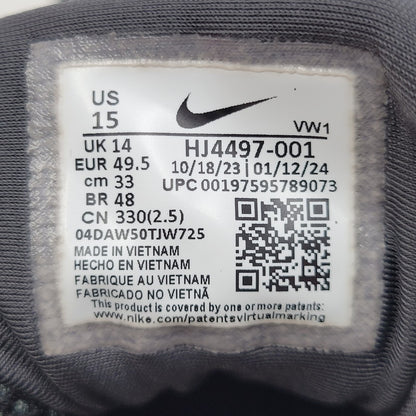 US
15
VW1
UK 14
HJ4497-001
EUR 49.5
10/18/23 | 01/12/24
cm 33
UPC 00197595789073
BR 48
CN 330(2.5)
04DAW50TJW725
MADE IN VIETNAM
HECHO EN VIETNAM
FABRIQUE AU VIETNAM
FABRICADO NO VIETNÃ
This product is covered by one or more patents:
www.nike.com/patentsvirtualmarking